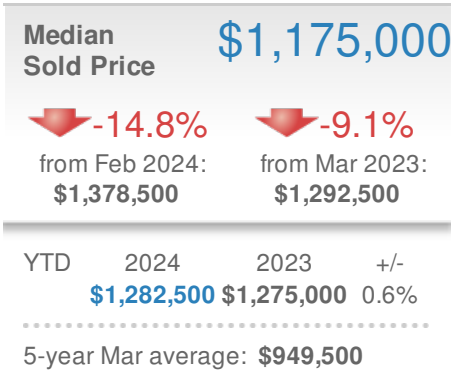 Median $1,175,000
Sold Price
-14.8% -9.1%
from Feb 2024: from Mar 2023:
$1,378,500 $1,292,500
YTD 2024 2023 +/-
$1,282,500 $1,275,000 0.6%
5-year Mar average: $949,500